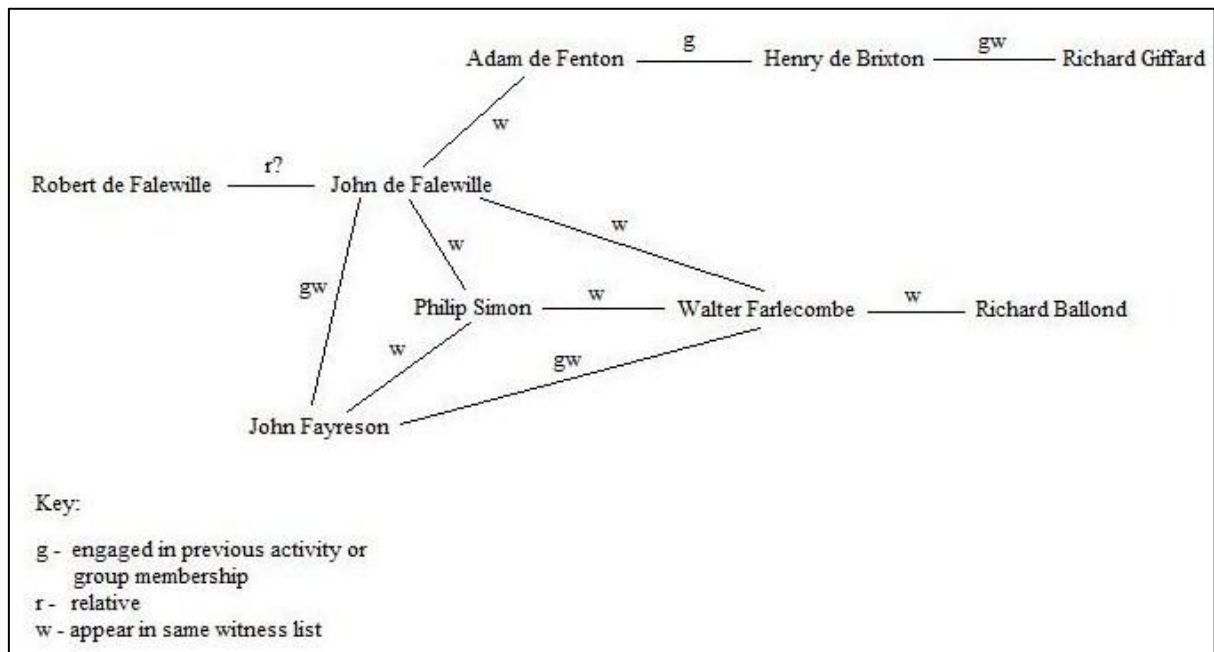 g gw
Adam de Fenton Henry de Brixton Richard Giffard
w
r?
Robert de Falewille John de Falewille
w
w
gw
w w
Philip Simon Walter Farlecombe Richard Ballond
w
gw
John Fayreson
Key:
g - engaged in previous activity or
group membership
r - relative
w - appear in same witness list